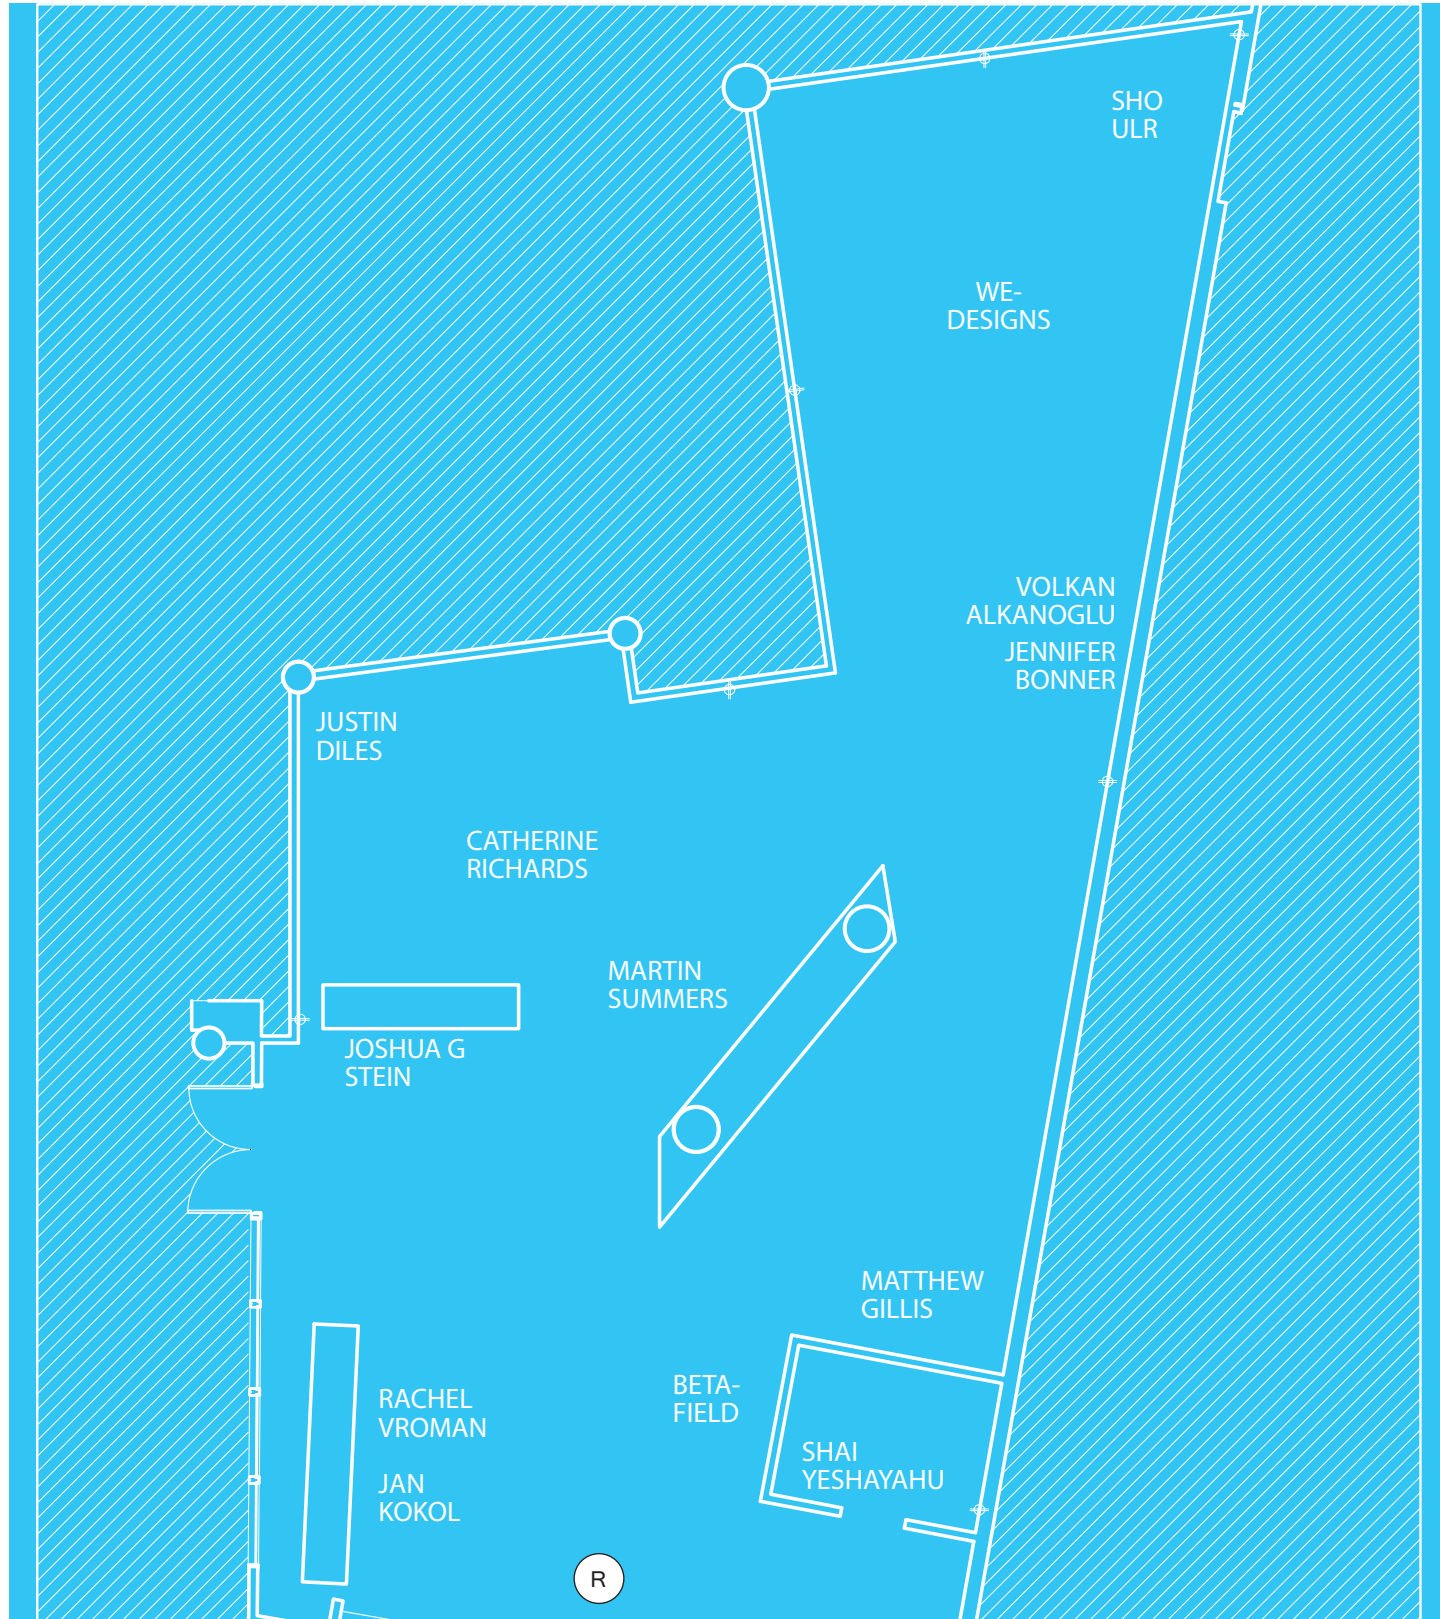 SHO
ULR
WE-
DESIGNS
VOLKAN
ALKANOGLU
JENNIFER
BONNER
JUSTIN
DILES
CATHERINE
RICHARDS
MARTIN
SUMMERS
JOSHUA G
STEIN
MATTHEW
GILLIS
BETA-
FIELD
RACHEL
VROMAN
SHAI
YESHAYAHU
JAN
KOKOL
R